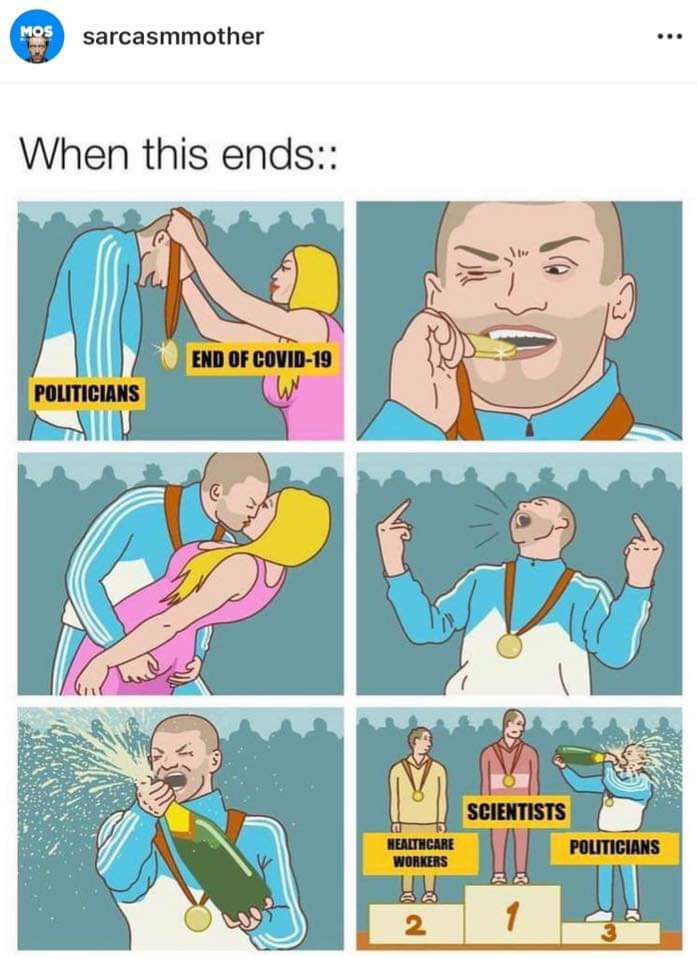 MOS
sarcasmmother
When this ends::
END OF COVID-19
POLITICIANS
SCIENTISTS
HEALTHCARE
WORKERS
POLITICIANS
2
1
3